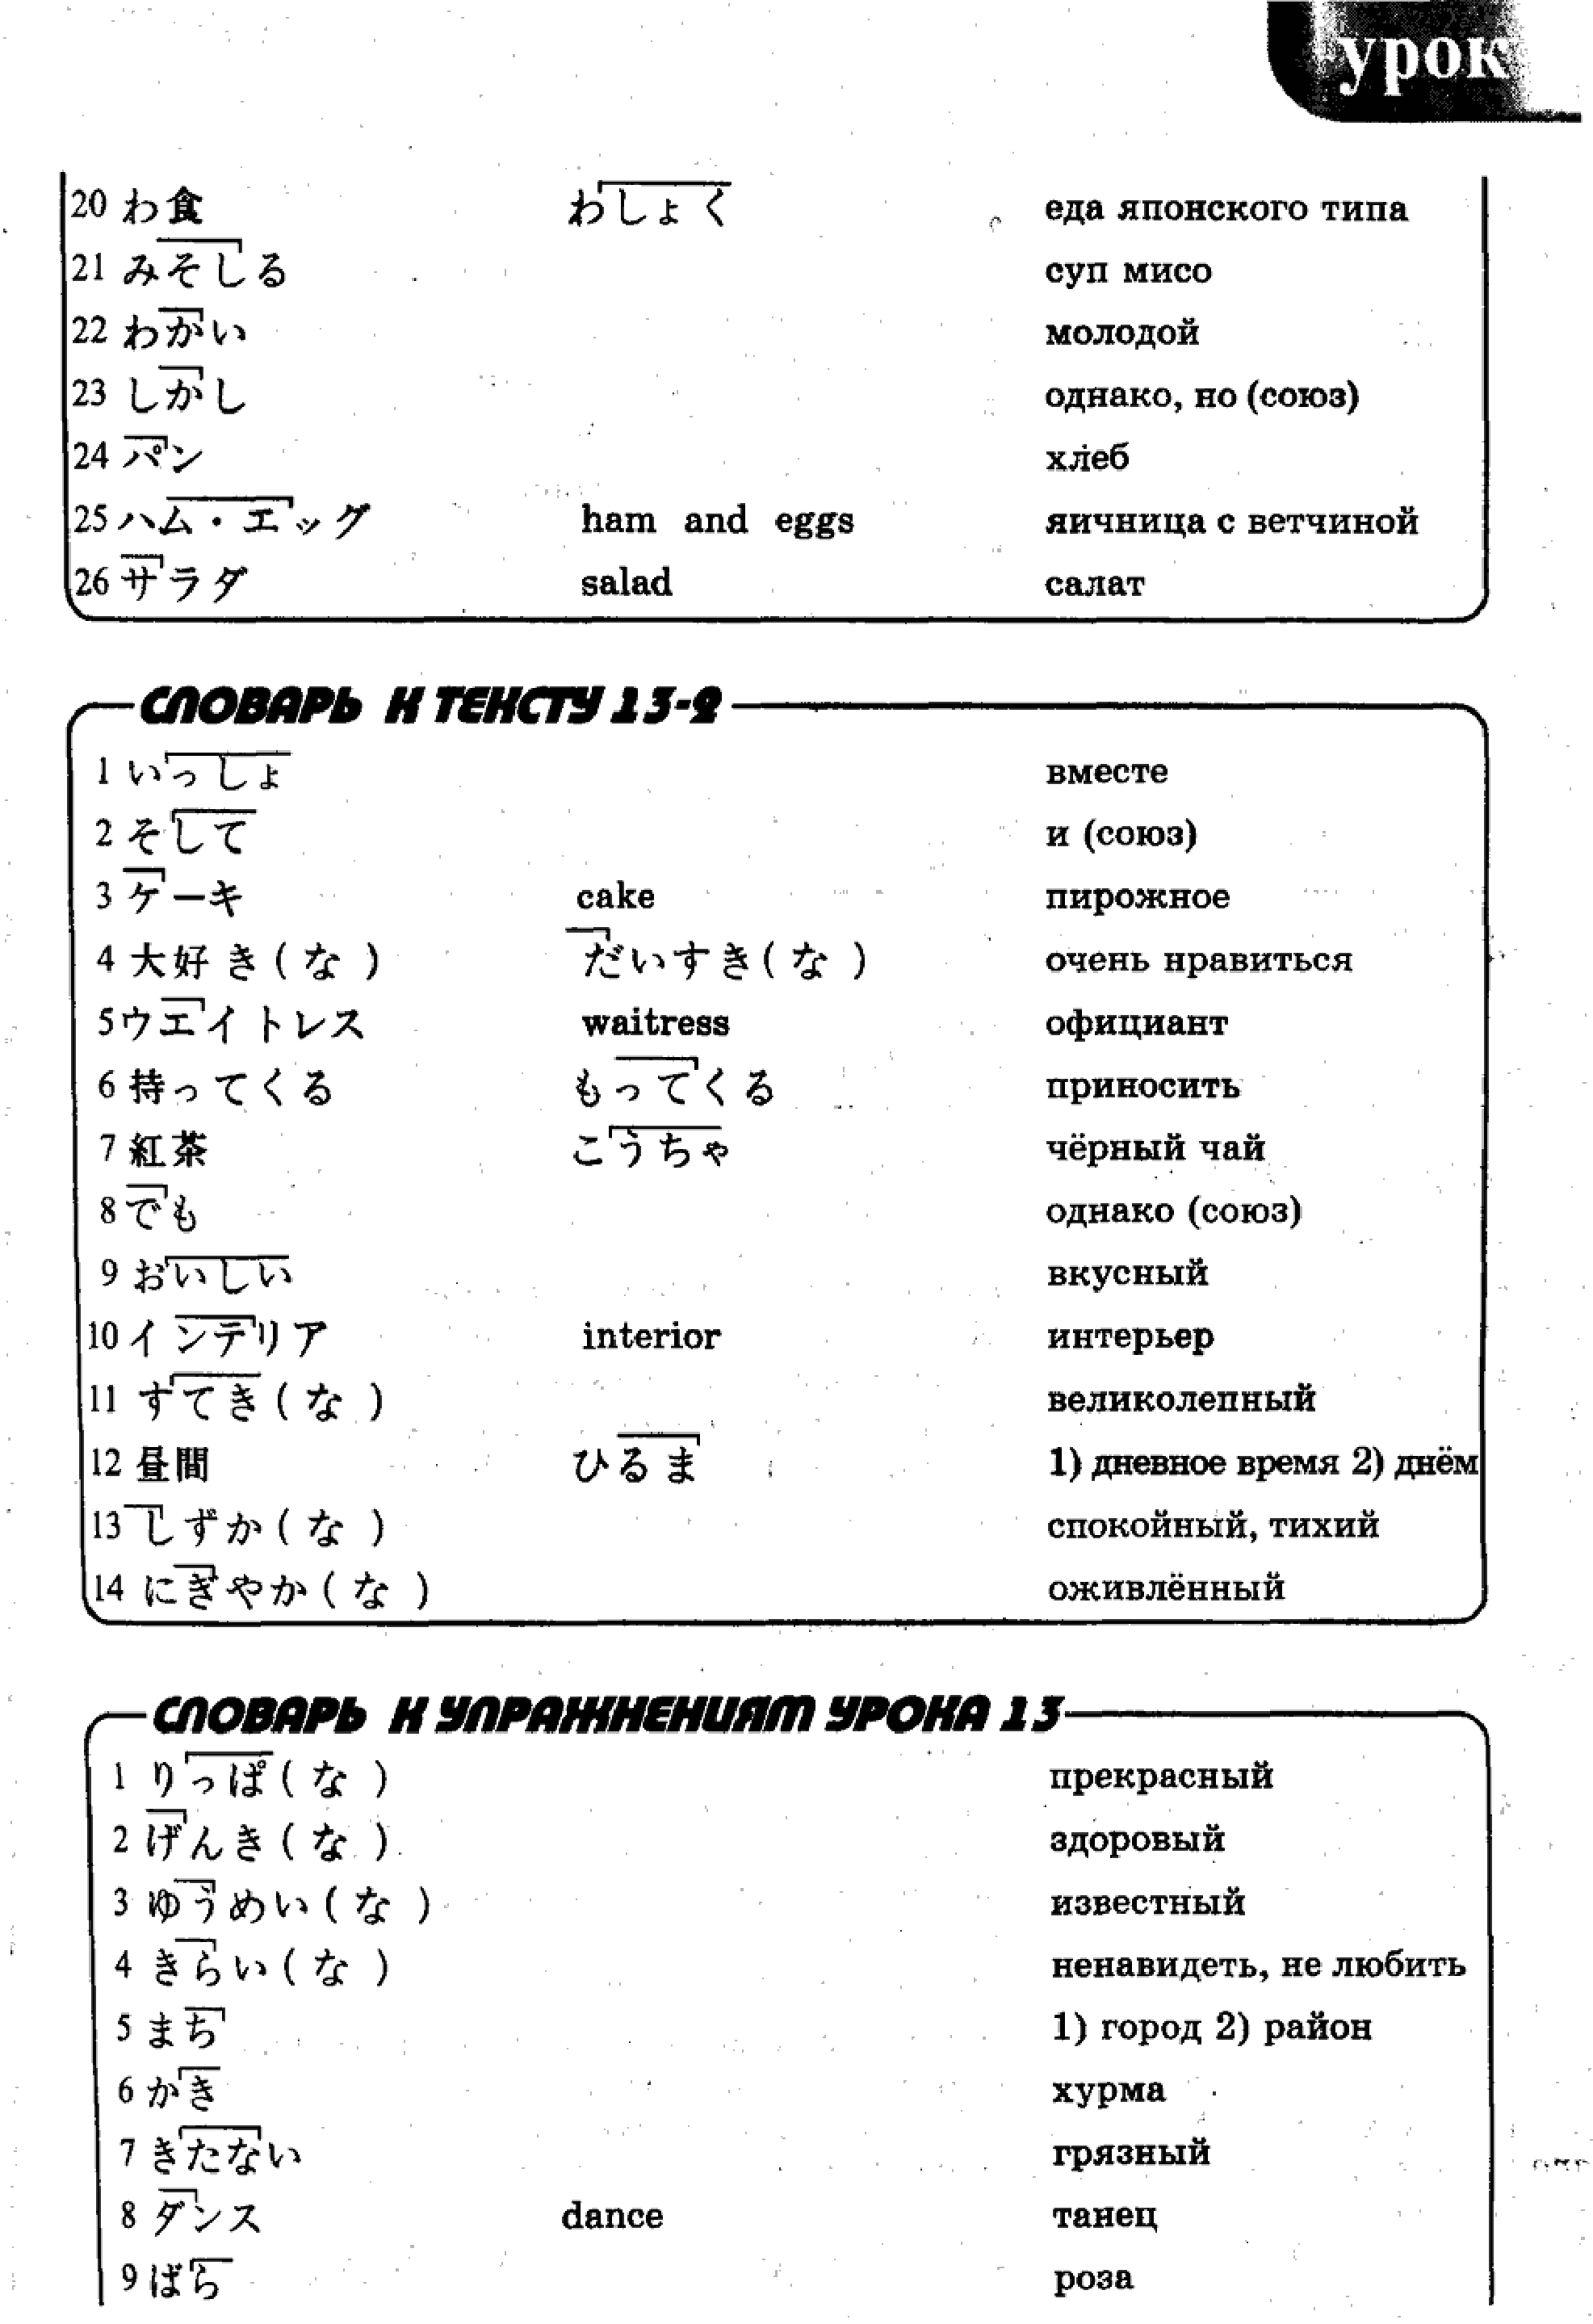 урок
20 わ食 わしょく еда японского типа
21 みそしる суп мисо
22 わかい молодой
23 しかし однако, но (союз)
24 パン хлеб
25 ハム・エッグ ham and eggs яичница с ветчиной
26 サラダ salad салат
СЛОВАРЬ К ТЕКСТУ 13-2
1 いっしょ вместе
2 そして и (союз)
3 ケーキ cake пирожное
4 大好き(な) だいすき(な) очень нравиться
5 ウエイトレス waitress официант
6 持ってくる もってくる приносить
7 紅茶 こうちゃ чёрный чай
8 でも однако (союз)
9 おいしい вкусный
10 インテリア interior интерьер
11 すてき(な) великолепный
12 昼間 ひるま 1) дневное время 2) днём
13 しずか(な) спокойный, тихий
14 にぎやか(な) оживлённый
СЛОВАРЬ К УПРАЖНЕНИЯМ УРОКА 13
1 りっぱ(な) прекрасный
2 げんき(な) здоровый
3 ゆうめい(な) известный
4 きらい(な) ненавидеть, не любить
5 まち 1) город 2) район
6 かき хурма
7 きたない грязный
8 ダンス dance танец
9 ばら роза